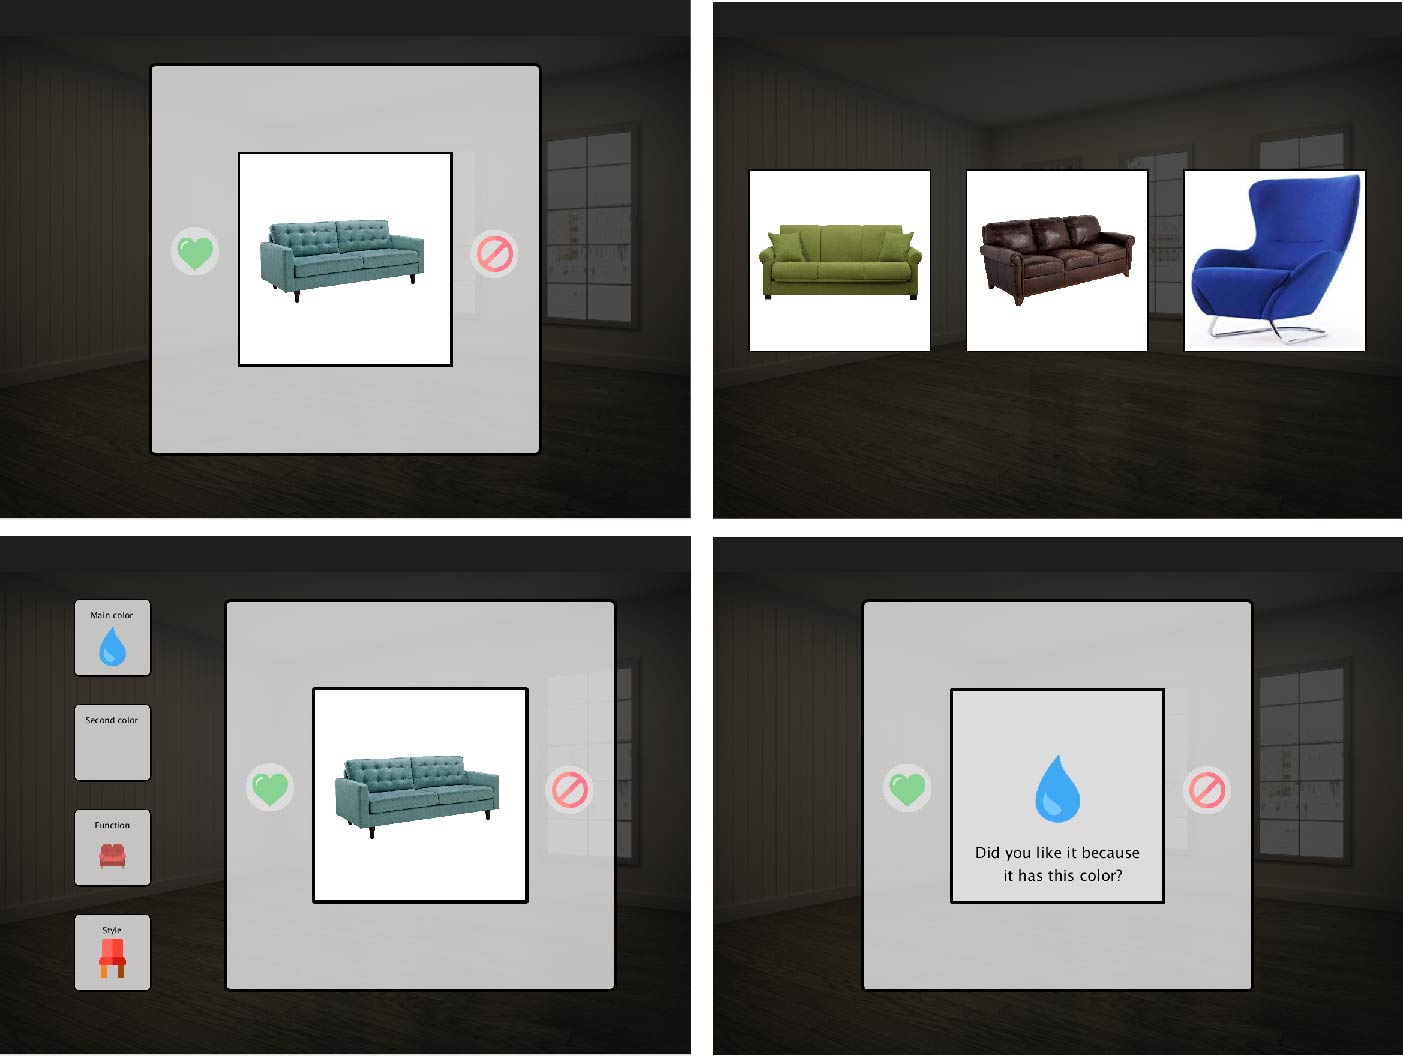 Main color
Second color
Function
Style
Did you like it because
it has this color?